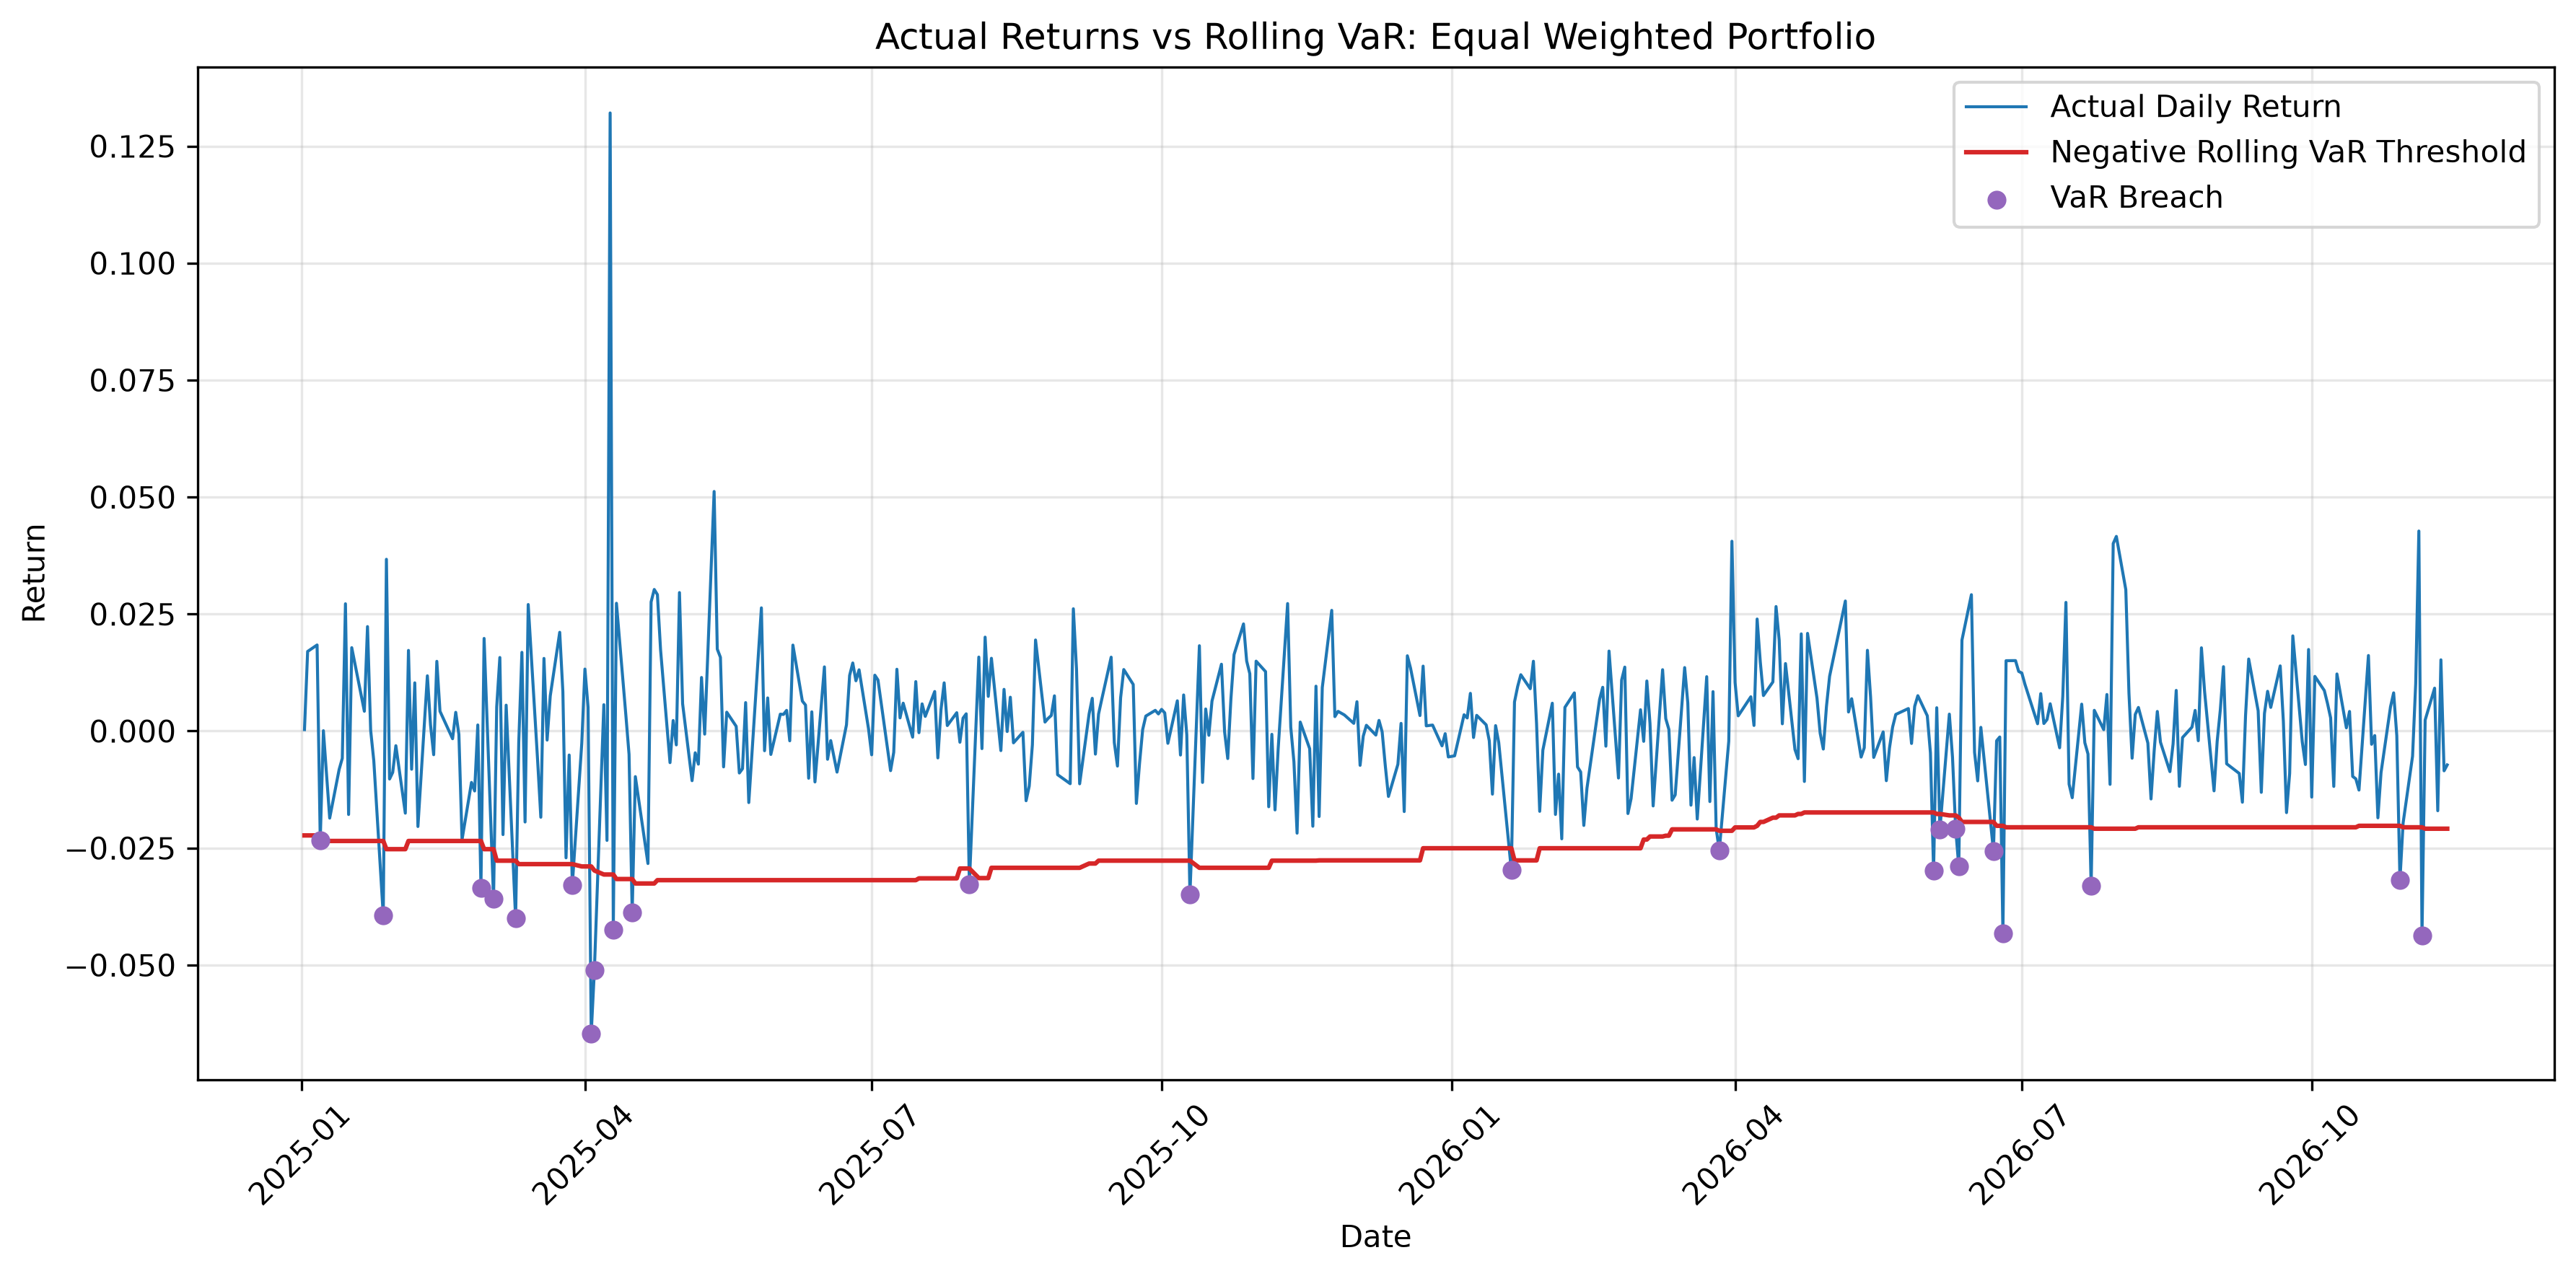 Actual Returns vs Rolling VaR: Equal Weighted Portfolio
Actual Daily Return
Negative Rolling VaR Threshold
VaR Breach
Return
0.125
0.100
0.075
0.050
0.025
0.000
−0.025
−0.050
2025-01
2025-04
2025-07
2025-10
2026-01
2026-04
2026-07
2026-10
Date